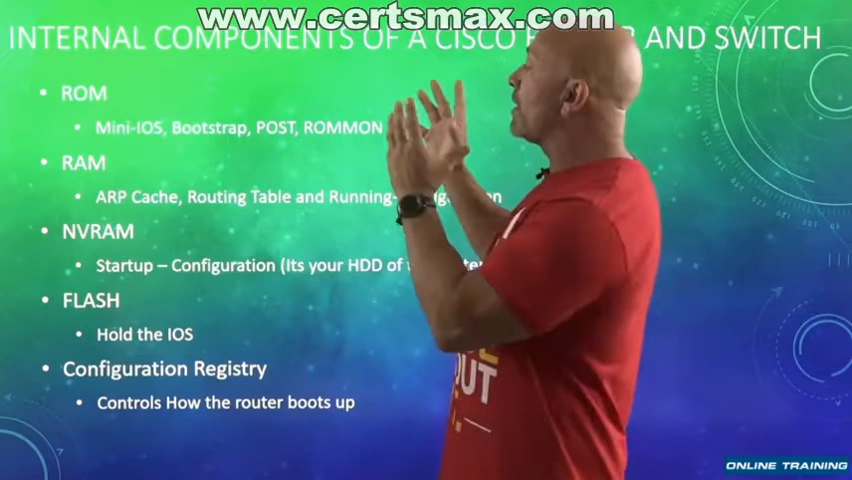 www.certsmax.com
INTERNAL COMPONENTS OF A CISCO AND SWITCH
• ROM
• Mini-IOS, Bootstrap, POST, ROMMON
• RAM
• ARP Cache, Routing Table and Running-
• NVRAM
• Startup – Configuration (Its your HDD of
• FLASH
• Hold the IOS
• Configuration Registry
• Controls How the router boots up
OUT
ONLINE TRAINING